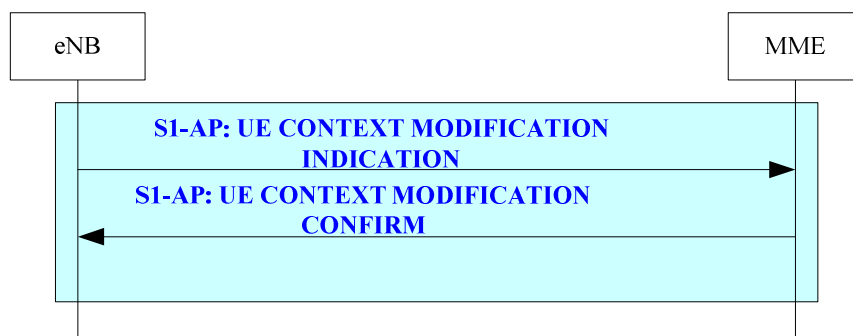 eNB
MME
S1-AP: UE CONTEXT MODIFICATION
INDICATION
S1-AP: UE CONTEXT MODIFICATION
CONFIRM